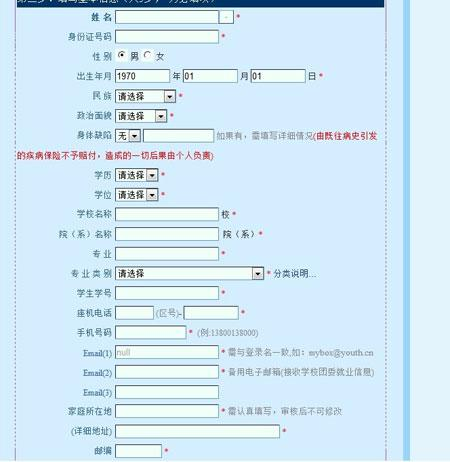 姓 名 - *
身份证号码 *
性 别 男 女
出生年月 1970 年 01 月 01 日 *
民 族 请选择 *
政治面貌 请选择 *
身体缺陷 无 如果有，需填写详细情况(由既往病史引发
的疾病保险不予赔付，造成的一切后果由个人负责)
学历 请选择 *
学位 请选择 *
学校名称 校 *
院（系）名称 院（系） *
专 业 *
专 业 类 别 请选择 * 分类说明...
学生学号 *
座机电话 (区号)- *
手机号码 * (例:13800138000)
Email(1) null * 需与登录名一致,如：mybox@youth.cn
Email(2) * 备用电子邮箱(接收学校团委就业信息)
Email(3)
家庭所在地 * 需认真填写，审核后不可修改
(详细地址) *
邮编 *